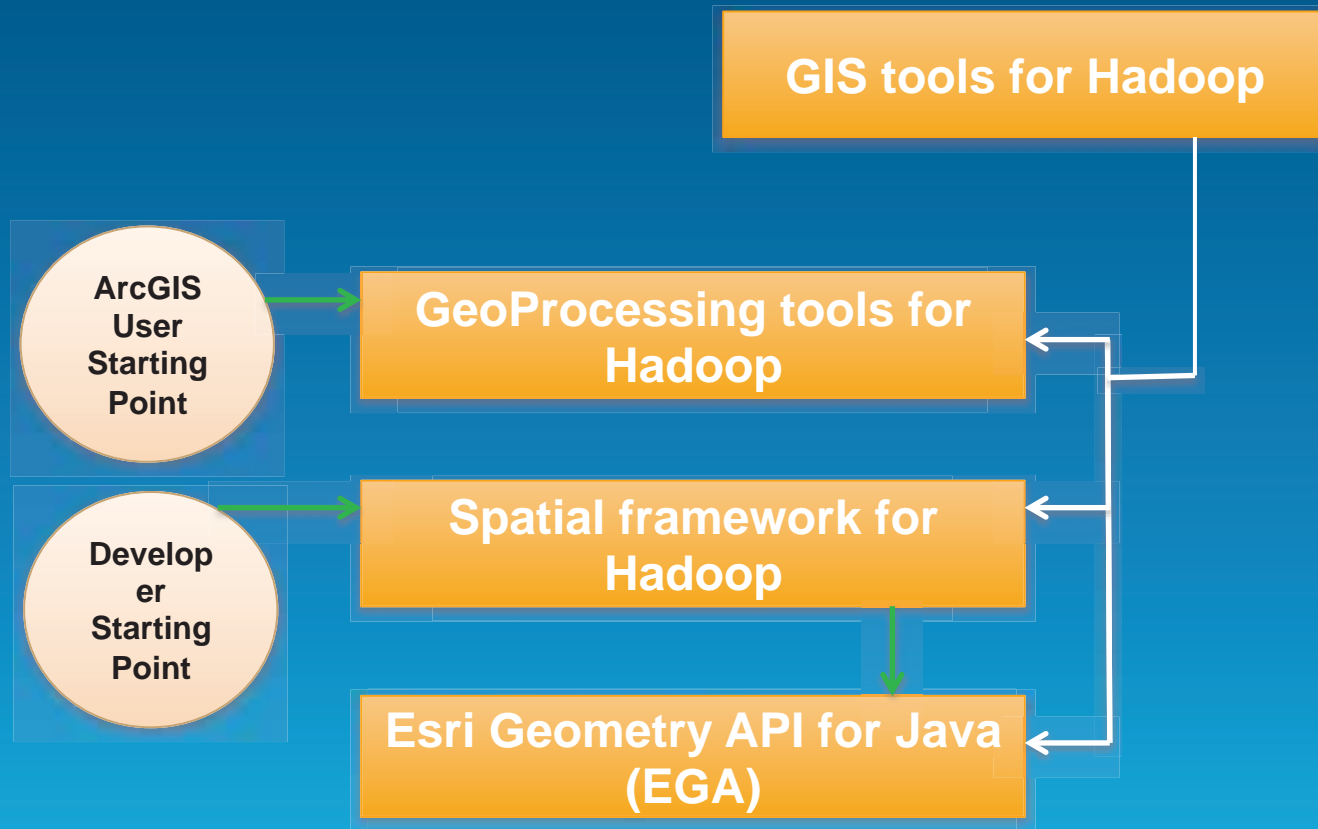 GIS tools for Hadoop
ArcGIS
User
Starting
Point
GeoProcessing tools for
Hadoop
Develop
er
Starting
Point
Spatial framework for
Hadoop
Esri Geometry API for Java
(EGA)